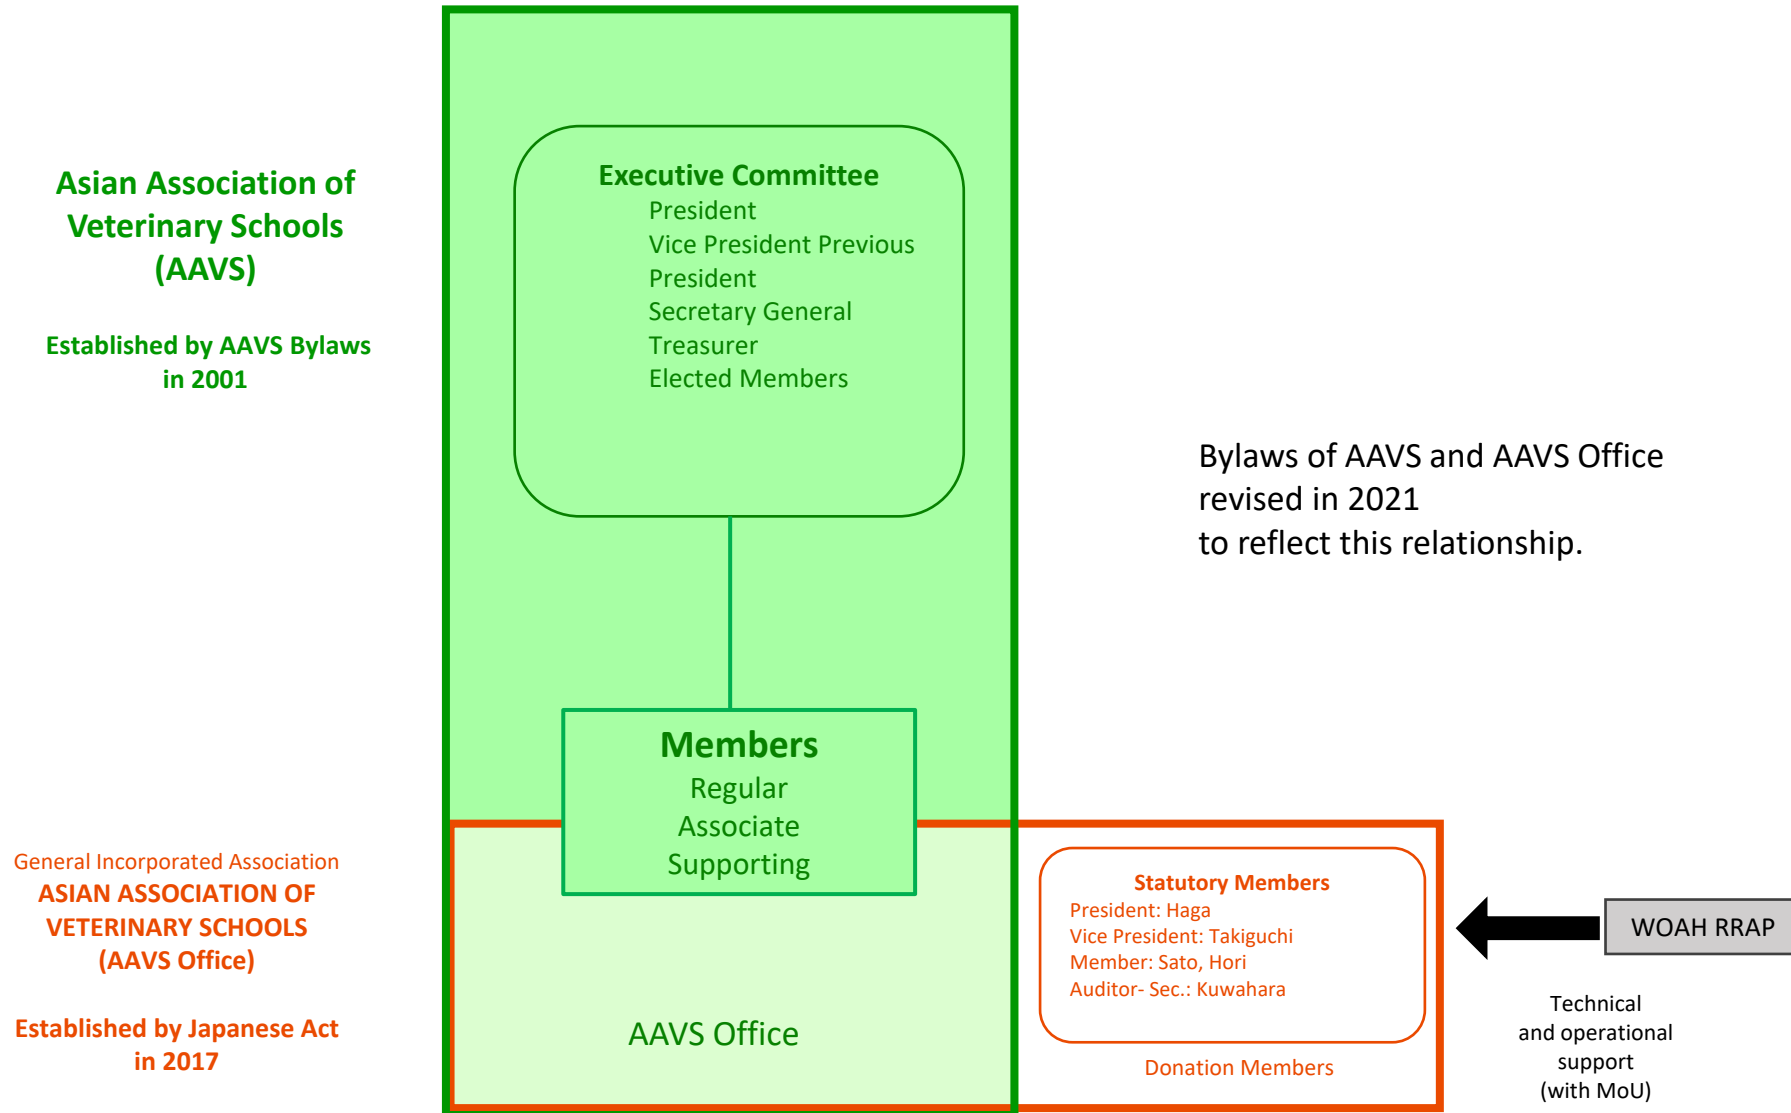 Asian Association of
Veterinary Schools
(AAVS)
Established by AAVS Bylaws
in 2001
Executive Committee
President
Vice President Previous
President
Secretary General
Treasurer
Elected Members
Bylaws of AAVS and AAVS Office
revised in 2021
to reflect this relationship.
Members
Regular
Associate
Supporting
General Incorporated Association
ASIAN ASSOCIATION OF
VETERINARY SCHOOLS
(AAVS Office)
Established by Japanese Act
in 2017
AAVS Office
Statutory Members
President: Haga
Vice President: Takiguchi
Member: Sato, Hori
Auditor- Sec.: Kuwahara
Donation Members
WOAH RRAP
Technical
and operational
support
(with MoU)